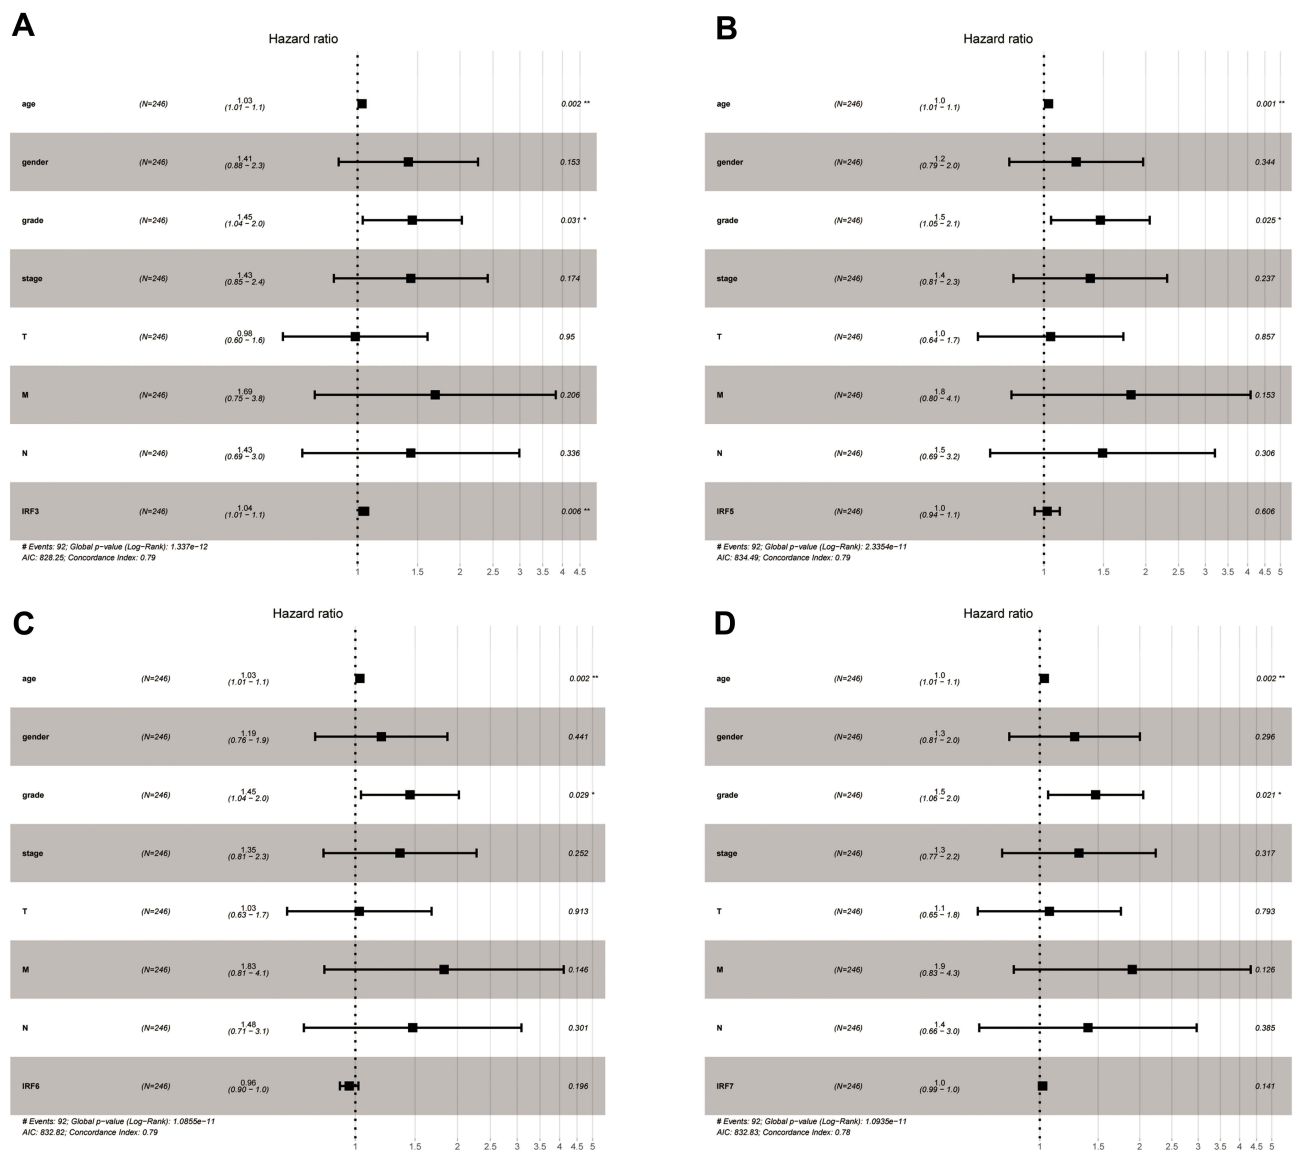 A
Hazard ratio
age (N=246) 1.03 (1.01 − 1.1) 0.002 **
gender (N=246) 1.41 (0.88 − 2.3) 0.153
grade (N=246) 1.45 (1.04 − 2.0) 0.031 *
stage (N=246) 1.43 (0.85 − 2.4) 0.174
T (N=246) 0.98 (0.60 − 1.6) 0.95
M (N=246) 1.69 (0.75 − 3.8) 0.206
N (N=246) 1.43 (0.69 − 3.0) 0.336
IRF3 (N=246) 1.04 (1.01 − 1.1) 0.006 **
# Events: 92; Global p−value (Log−Rank): 1.337e−12
AIC: 828.25; Concordance Index: 0.79
1 1.5 2 2.5 3 3.5 4 4.5
B
Hazard ratio
age (N=246) 1.0 (1.01 − 1.1) 0.001 **
gender (N=246) 1.2 (0.79 − 2.0) 0.344
grade (N=246) 1.5 (1.05 − 2.1) 0.025 *
stage (N=246) 1.4 (0.81 − 2.3) 0.237
T (N=246) 1.0 (0.64 − 1.7) 0.857
M (N=246) 1.8 (0.80 − 4.1) 0.153
N (N=246) 1.5 (0.69 − 3.2) 0.306
IRF5 (N=246) 1.0 (0.94 − 1.1) 0.606
# Events: 92; Global p−value (Log−Rank): 2.3354e−11
AIC: 834.49; Concordance Index: 0.79
1 1.5 2 2.5 3 3.5 4 4.5 5
C
Hazard ratio
age (N=246) 1.03 (1.01 − 1.1) 0.002 **
gender (N=246) 1.19 (0.76 − 1.9) 0.441
grade (N=246) 1.45 (1.04 − 2.0) 0.029 *
stage (N=246) 1.35 (0.81 − 2.3) 0.252
T (N=246) 1.03 (0.63 − 1.7) 0.913
M (N=246) 1.83 (0.81 − 4.1) 0.146
N (N=246) 1.48 (0.71 − 3.1) 0.301
IRF6 (N=246) 0.96 (0.90 − 1.0) 0.196
# Events: 92; Global p−value (Log−Rank): 1.0855e−11
AIC: 832.82; Concordance Index: 0.79
1 1.5 2 2.5 3 3.5 4 4.5 5
D
Hazard ratio
age (N=246) 1.0 (1.01 − 1.1) 0.002 **
gender (N=246) 1.3 (0.81 − 2.0) 0.296
grade (N=246) 1.5 (1.06 − 2.0) 0.021 *
stage (N=246) 1.3 (0.77 − 2.2) 0.317
T (N=246) 1.1 (0.65 − 1.8) 0.793
M (N=246) 1.9 (0.83 − 4.3) 0.126
N (N=246) 1.4 (0.66 − 3.0) 0.385
IRF7 (N=246) 1.0 (0.99 − 1.0) 0.141
# Events: 92; Global p−value (Log−Rank): 1.0935e−11
AIC: 832.83; Concordance Index: 0.78
1 1.5 2 2.5 3 3.5 4 4.5 5